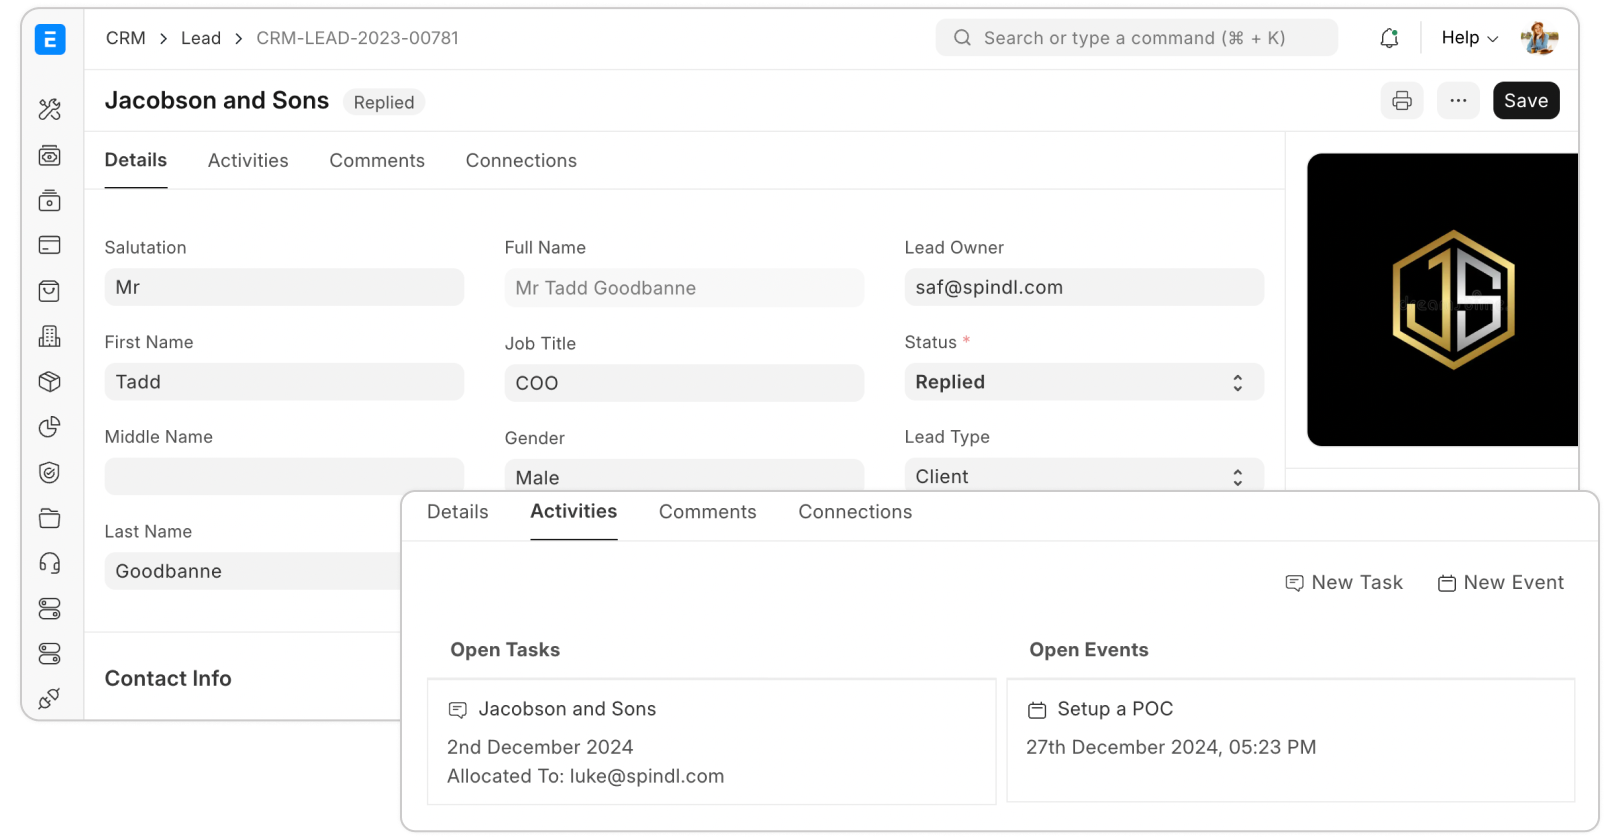 E
CRM > Lead > CRM-LEAD-2023-00781
Search or type a command (⌘ + K)
Help
Jacobson and Sons
Replied
Save
Details
Activities
Comments
Connections
Salutation
Mr
Full Name
Mr Tadd Goodbanne
Lead Owner
saf@spindl.com
First Name
Tadd
Job Title
COO
Status *
Replied
Middle Name
Gender
Male
Lead Type
Client
Last Name
Goodbanne
Contact Info
JS
Details
Activities
Comments
Connections
New Task
New Event
Open Tasks
Jacobson and Sons
2nd December 2024
Allocated To: luke@spindl.com
Open Events
Setup a POC
27th December 2024, 05:23 PM